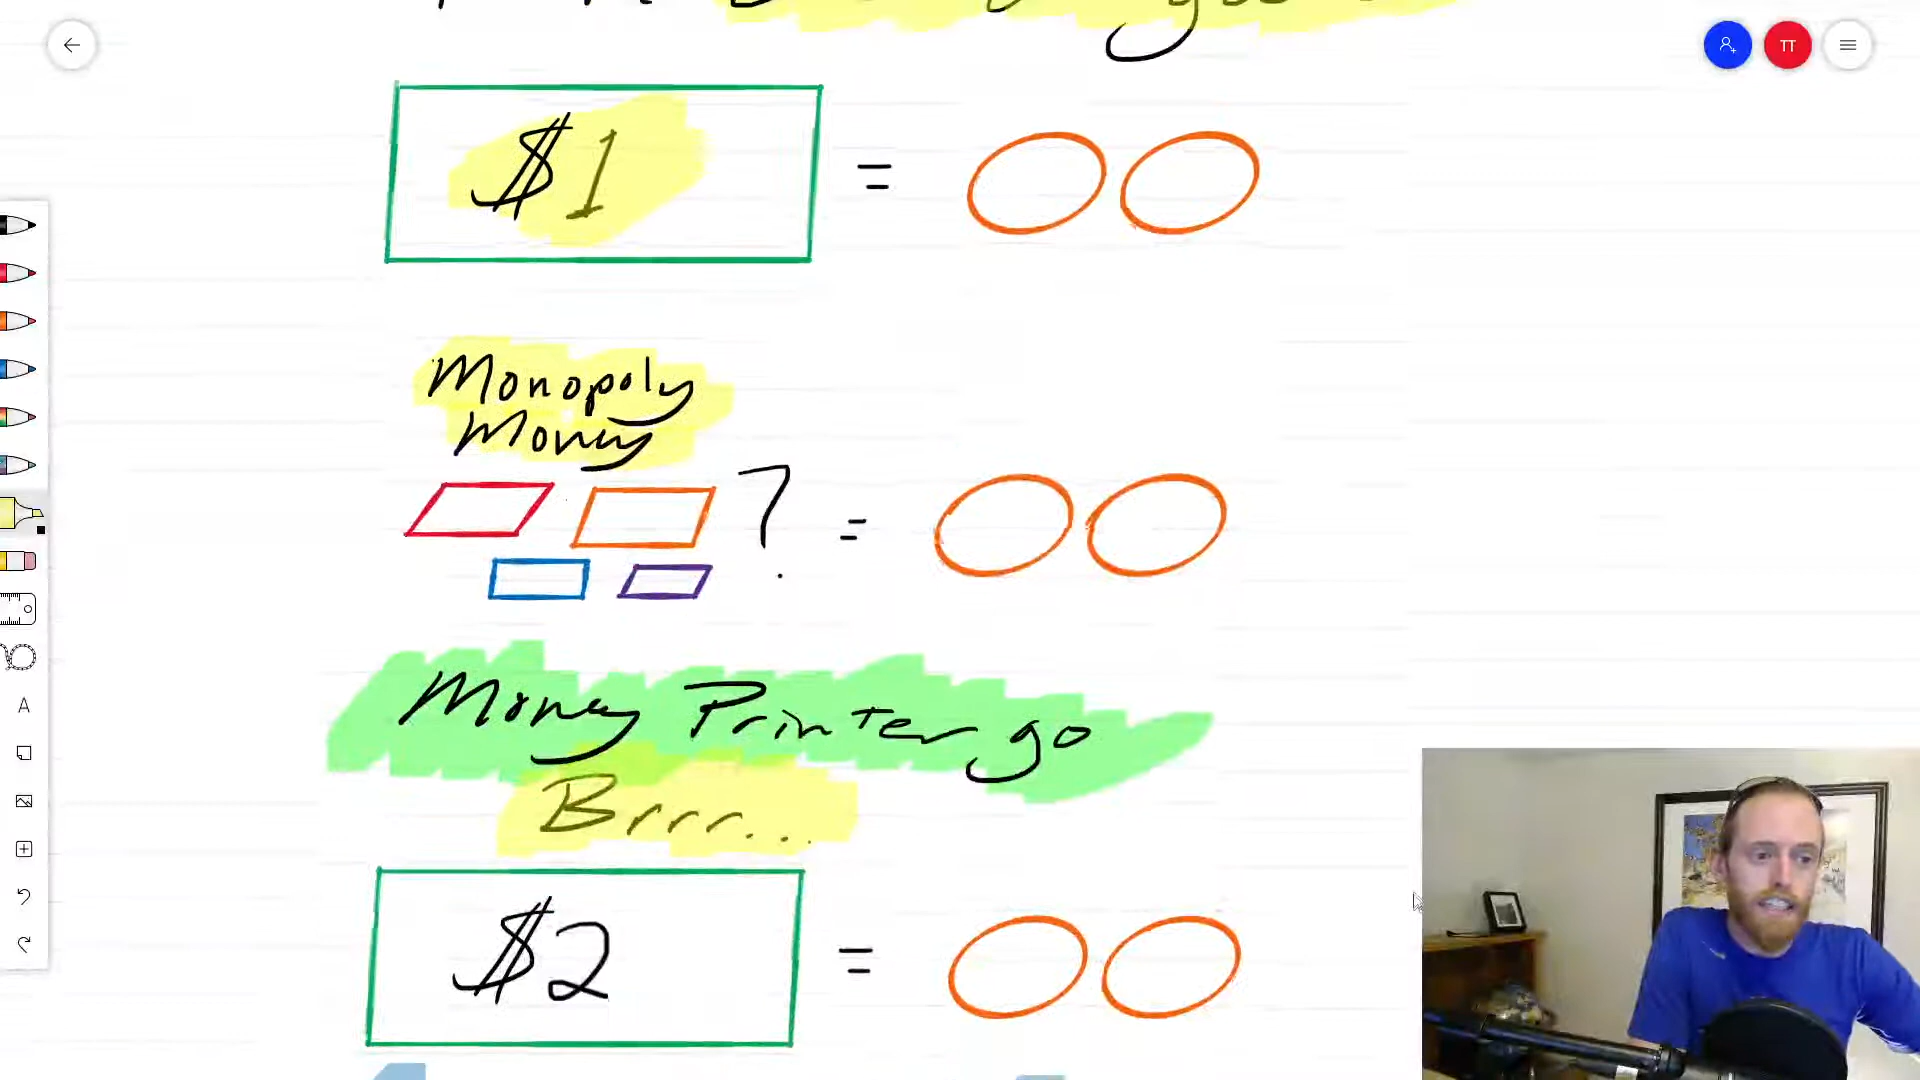 TT
$1 =
Monopoly
Money
? =
Money Printer go
Brrr...
$2 =
A